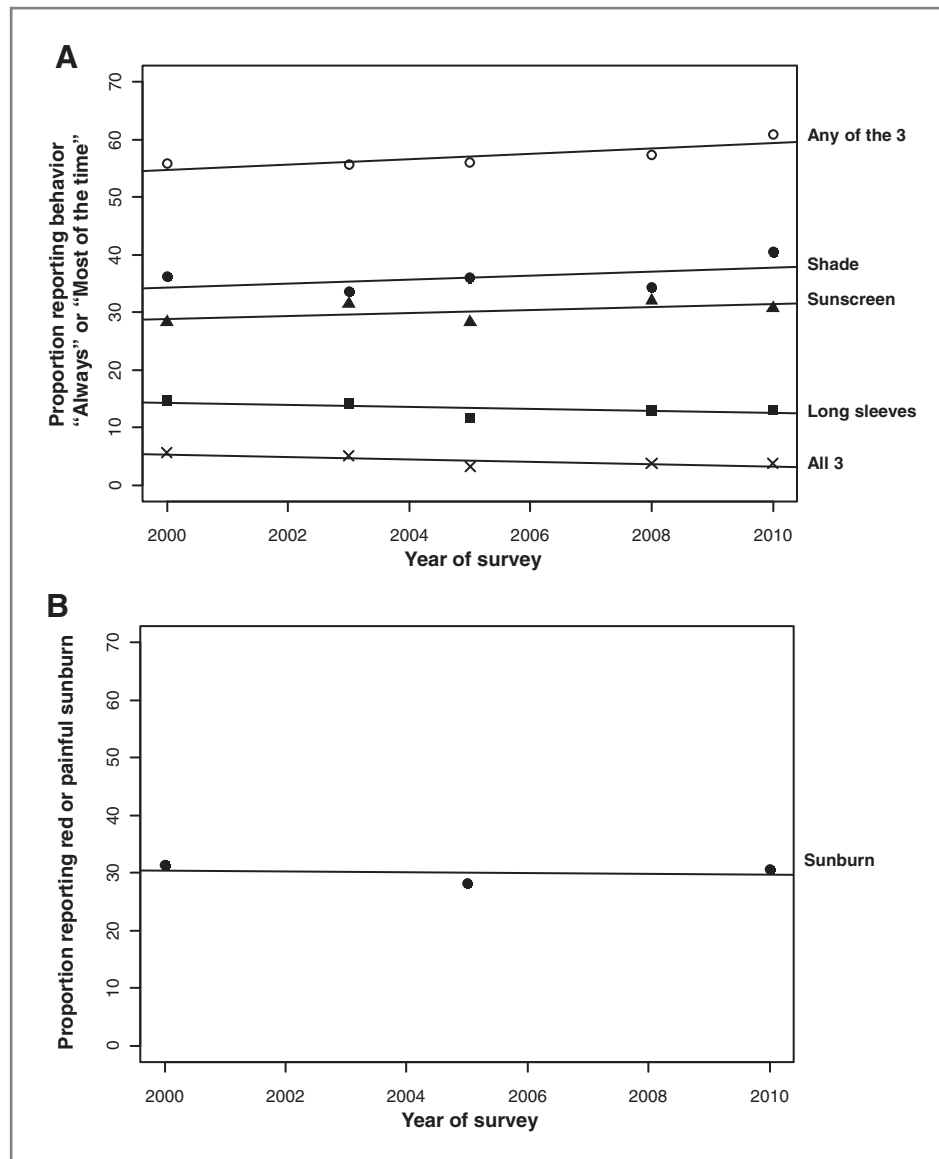 A
Proportion reporting behavior
“Always” or “Most of the time”
70
60
50
40
30
20
10
0
Any of the 3
Shade
Sunscreen
Long sleeves
All 3
2000 2002 2004 2006 2008 2010
Year of survey
B
Proportion reporting red or painful sunburn
70
60
50
40
30
20
10
0
Sunburn
2000 2002 2004 2006 2008 2010
Year of survey